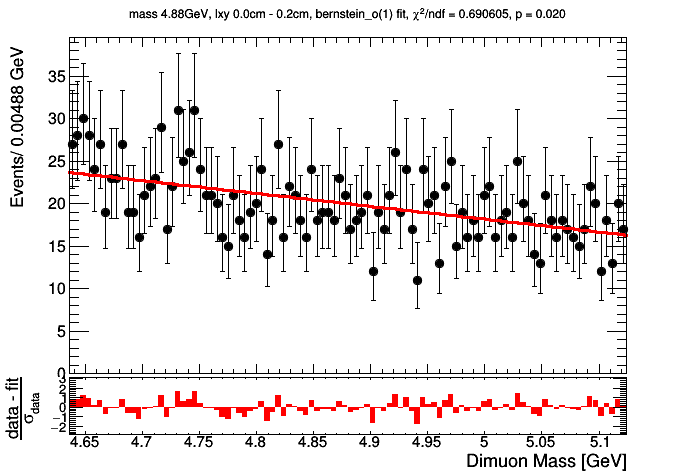 mass 4.88GeV, lxy 0.0cm - 0.2cm, bernstein_o(1) fit, χ²/ndf = 0.690605, p = 0.020
Events/ 0.00488 GeV
35
30
25
20
15
10
5
0
data - fit
σdata
3
2
1
0
−1
−2
4.65 4.7 4.75 4.8 4.85 4.9 4.95 5 5.05 5.1
Dimuon Mass [GeV]